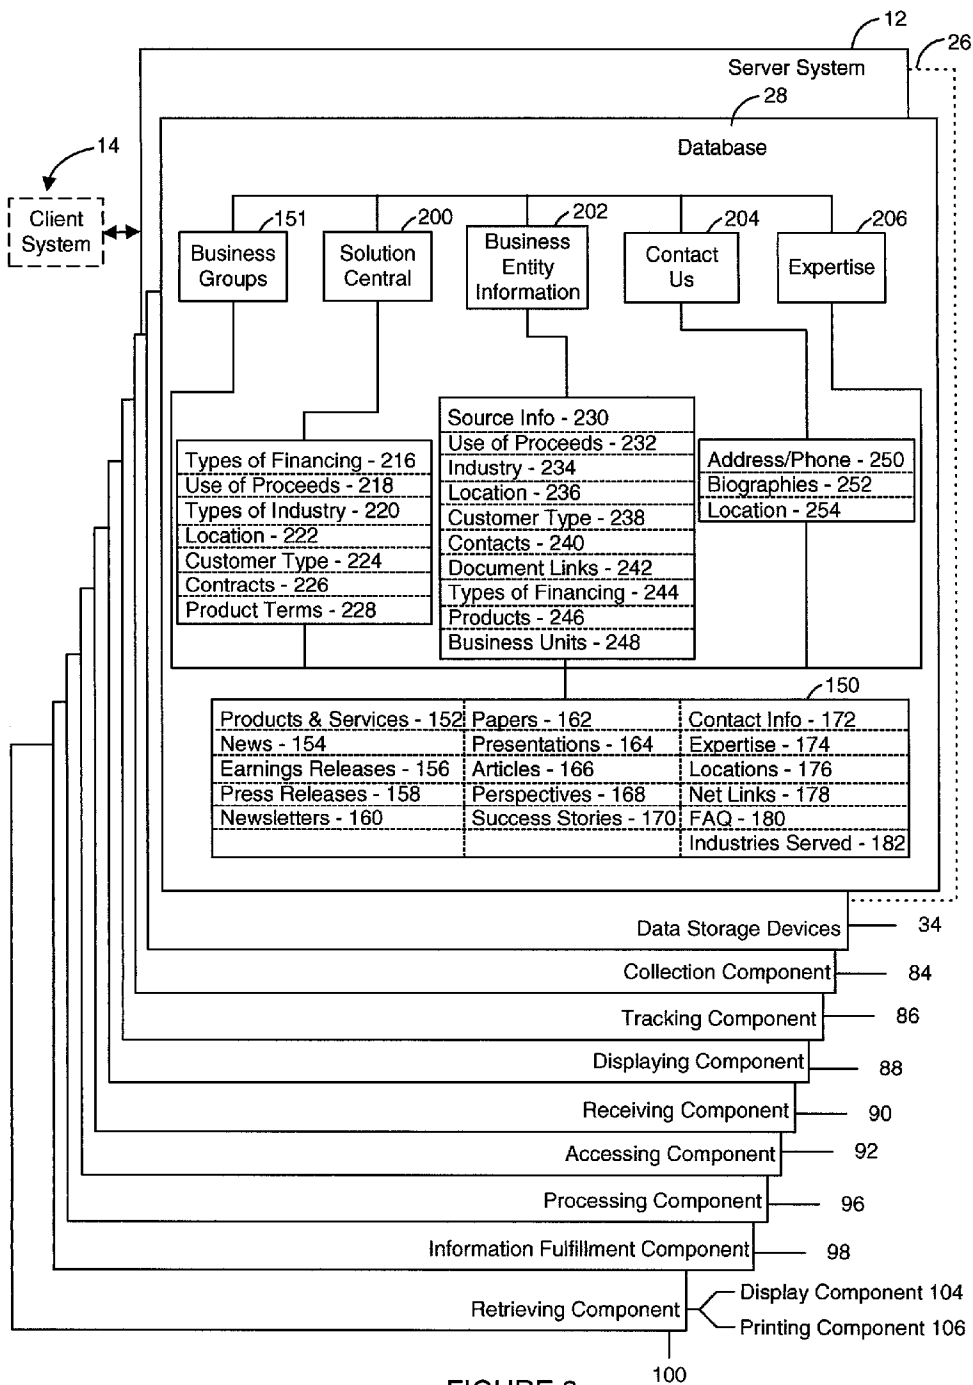 12
26
Server System
28
Database
14
Client
System
151
200
202
204
206
Business
Groups
Solution
Central
Business
Entity
Information
Contact
Us
Expertise
Types of Financing - 216
Use of Proceeds - 218
Types of Industry - 220
Location - 222
Customer Type - 224
Contracts - 226
Product Terms - 228
Source Info - 230
Use of Proceeds - 232
Industry - 234
Location - 236
Customer Type - 238
Contacts - 240
Document Links - 242
Types of Financing - 244
Products - 246
Business Units - 248
Address/Phone - 250
Biographies - 252
Location - 254
150
Products & Services - 152
News - 154
Earnings Releases - 156
Press Releases - 158
Newsletters - 160
Papers - 162
Presentations - 164
Articles - 166
Perspectives - 168
Success Stories - 170
Contact Info - 172
Expertise - 174
Locations - 176
Net Links - 178
FAQ - 180
Industries Served - 182
Data Storage Devices
34
Collection Component
84
Tracking Component
86
Displaying Component
88
Receiving Component
90
Accessing Component
92
Processing Component
96
Information Fulfillment Component
98
Retrieving Component
Display Component 104
Printing Component 106
100
FIGURE